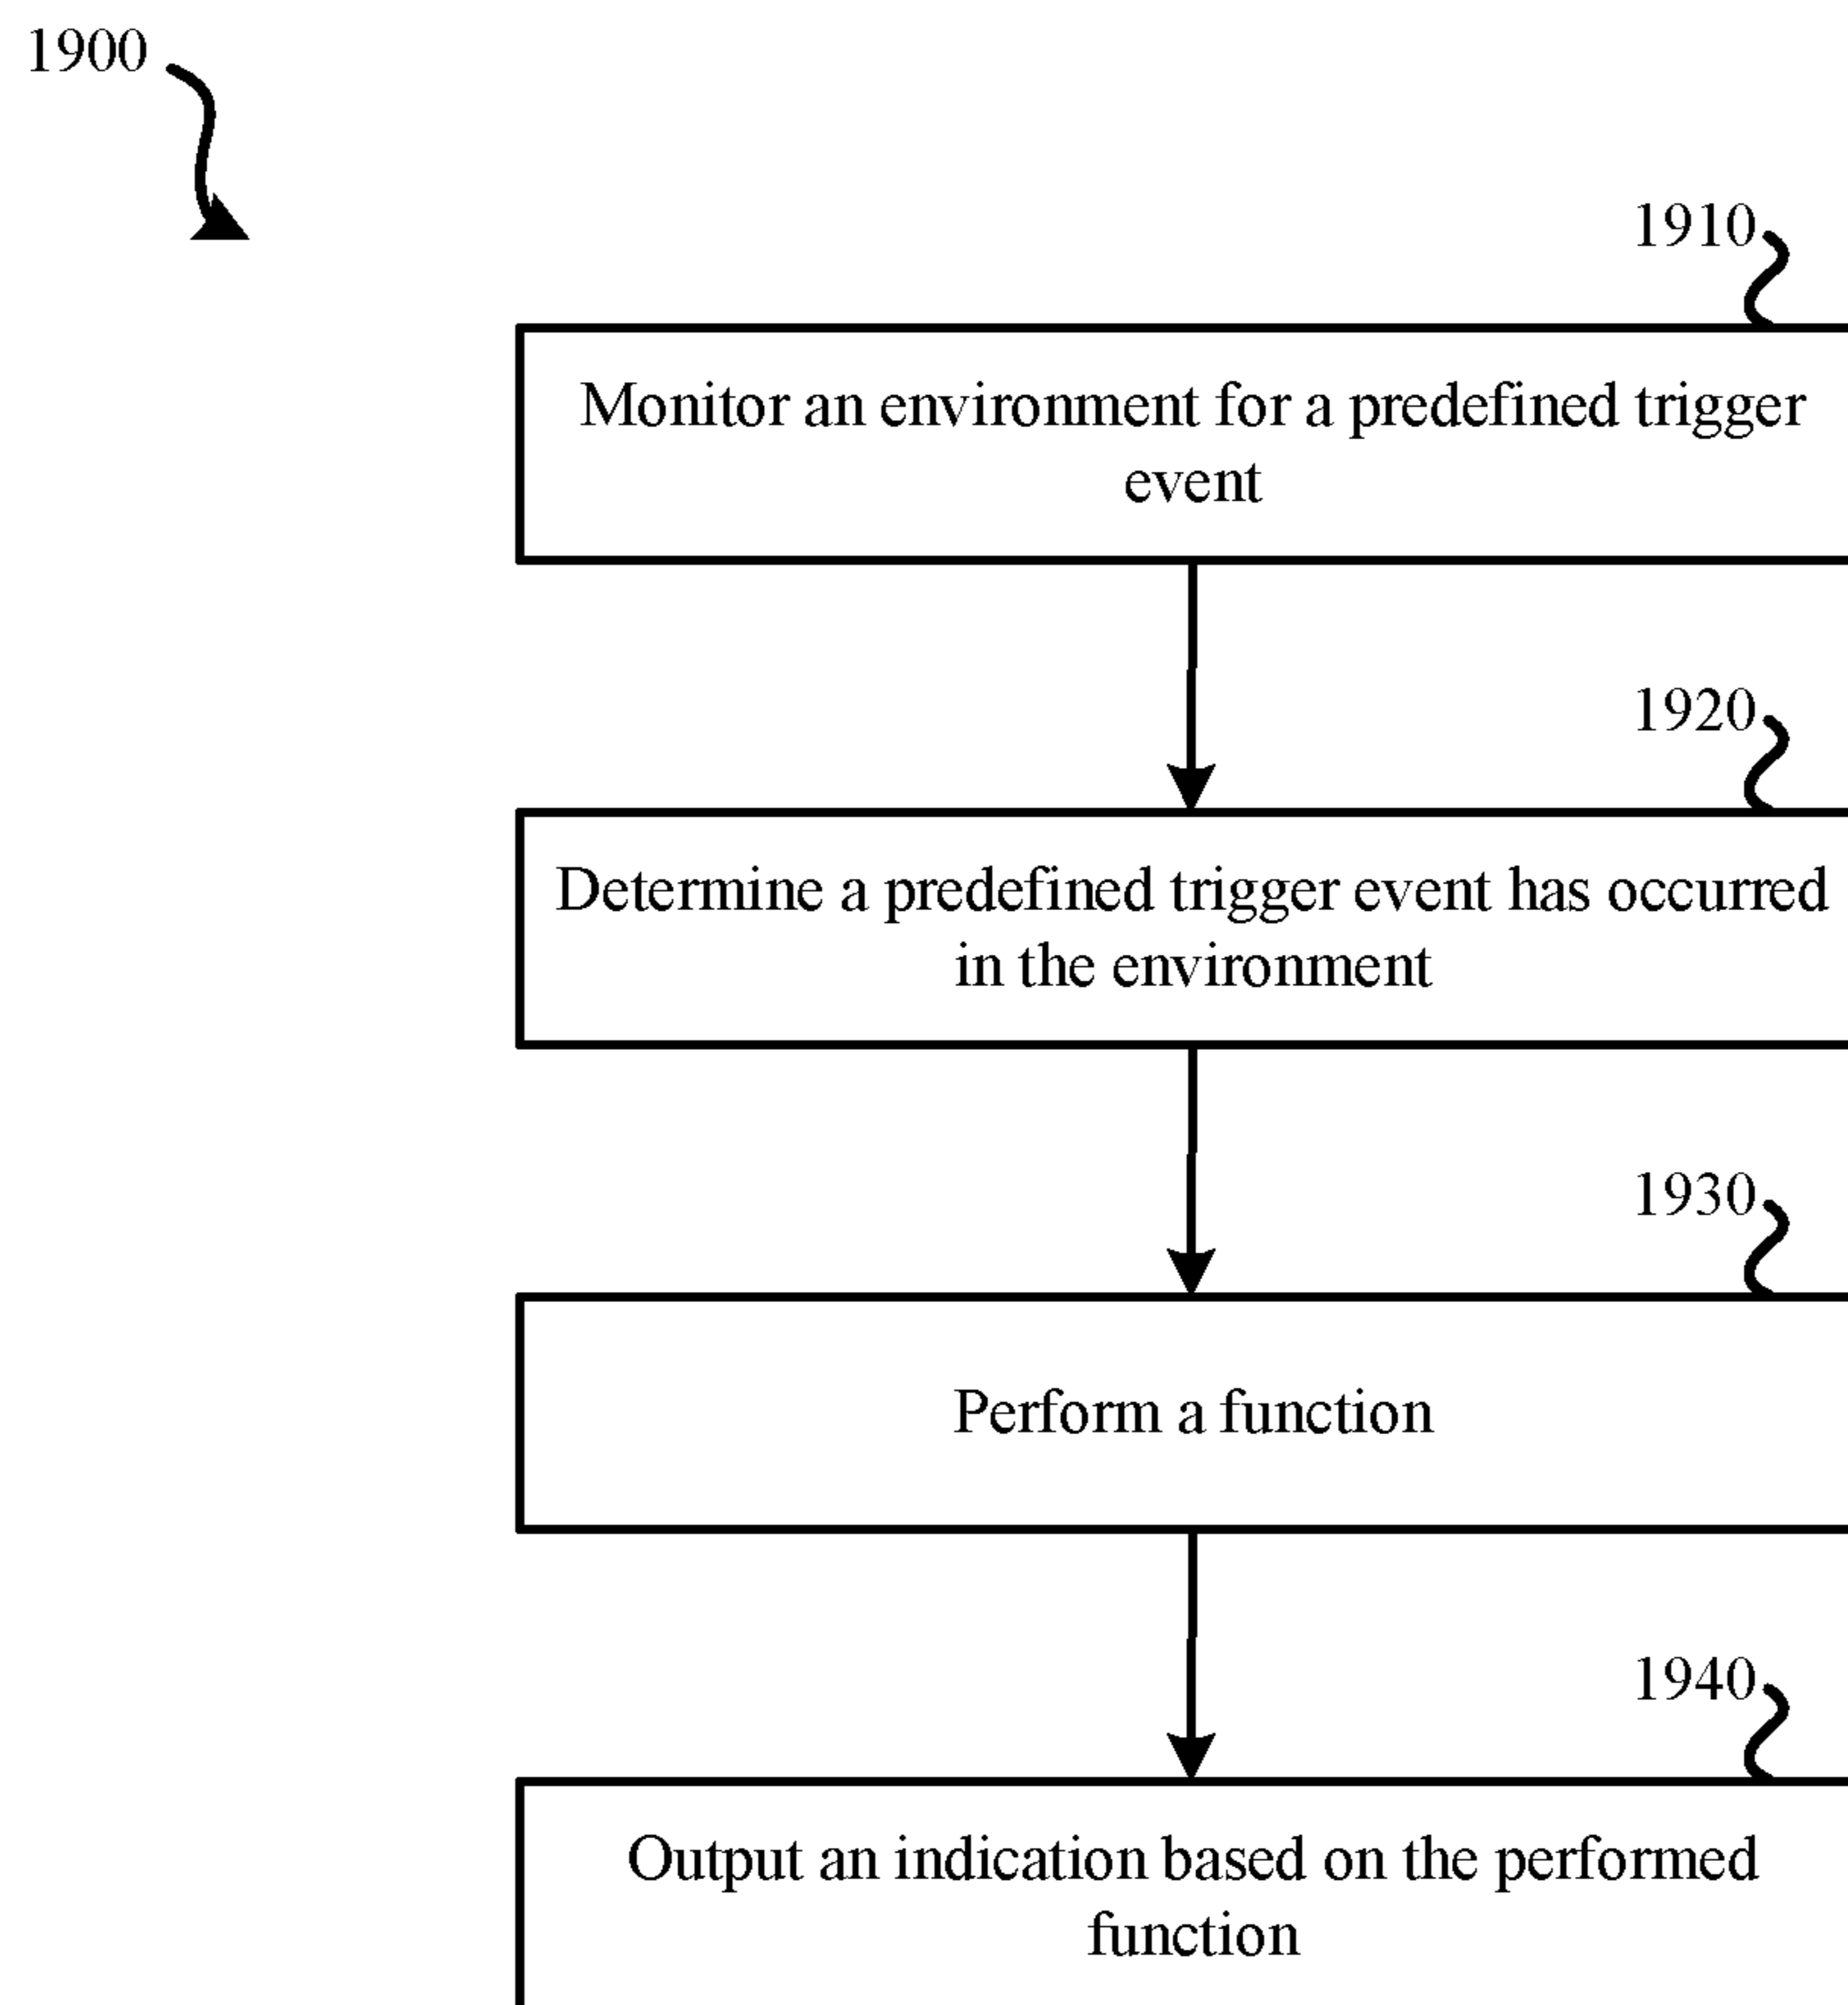 1900
1910
Monitor an environment for a predefined trigger
event
1920
Determine a predefined trigger event has occurred
in the environment
1930
Perform a function
1940
Output an indication based on the performed
function